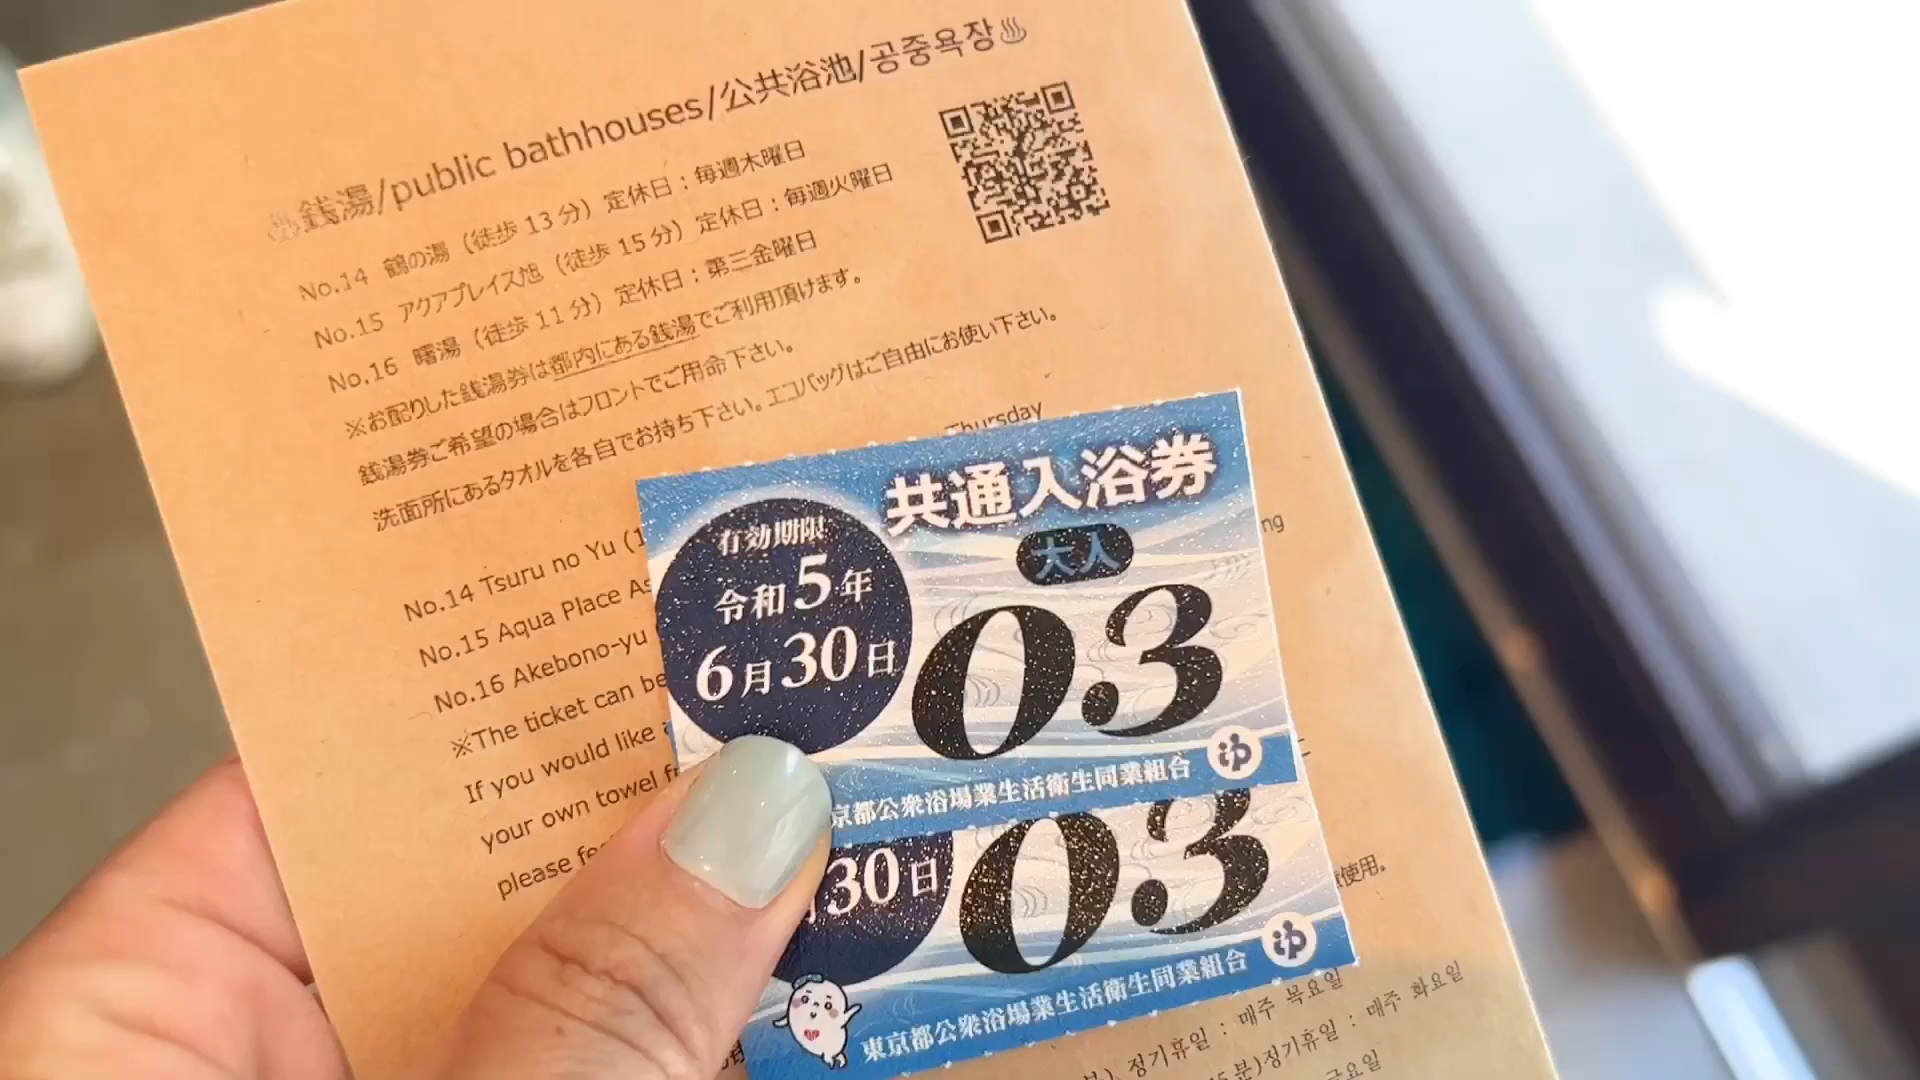 ♨銭湯/public bathhouses/公共浴池/공중욕장♨
No.14 鶴の湯（徒歩 13 分）定休日：毎週木曜日
No.15 アクアプレイス旭（徒歩 15 分）定休日：毎週火曜日
No.16 曙湯（徒歩 11 分）定休日：第三金曜日
※お配りした銭湯券は都内にある銭湯でご利用頂けます。
銭湯券ご希望の場合はフロントでご用命下さい。
洗面所にあるタオルを各自でお持ち下さい。エコバッグはご自由にお使い下さい。
No.14 Tsuru no Yu (1
Thursday
No.15 Aqua Place As
No.16 Akebono-yu
※The ticket can be
If you would like
your own towel
please fe
ng
共通入浴券
大人
有効期限
令和5年
6月30日
03
京都公衆浴場業生活衛生同業組合
ゆ
30日
03
東京都公衆浴場業生活衛生同業組合
ゆ
使用。
정기휴일 : 매주 목요일
분)정기휴일 : 매주 화요일
금요일